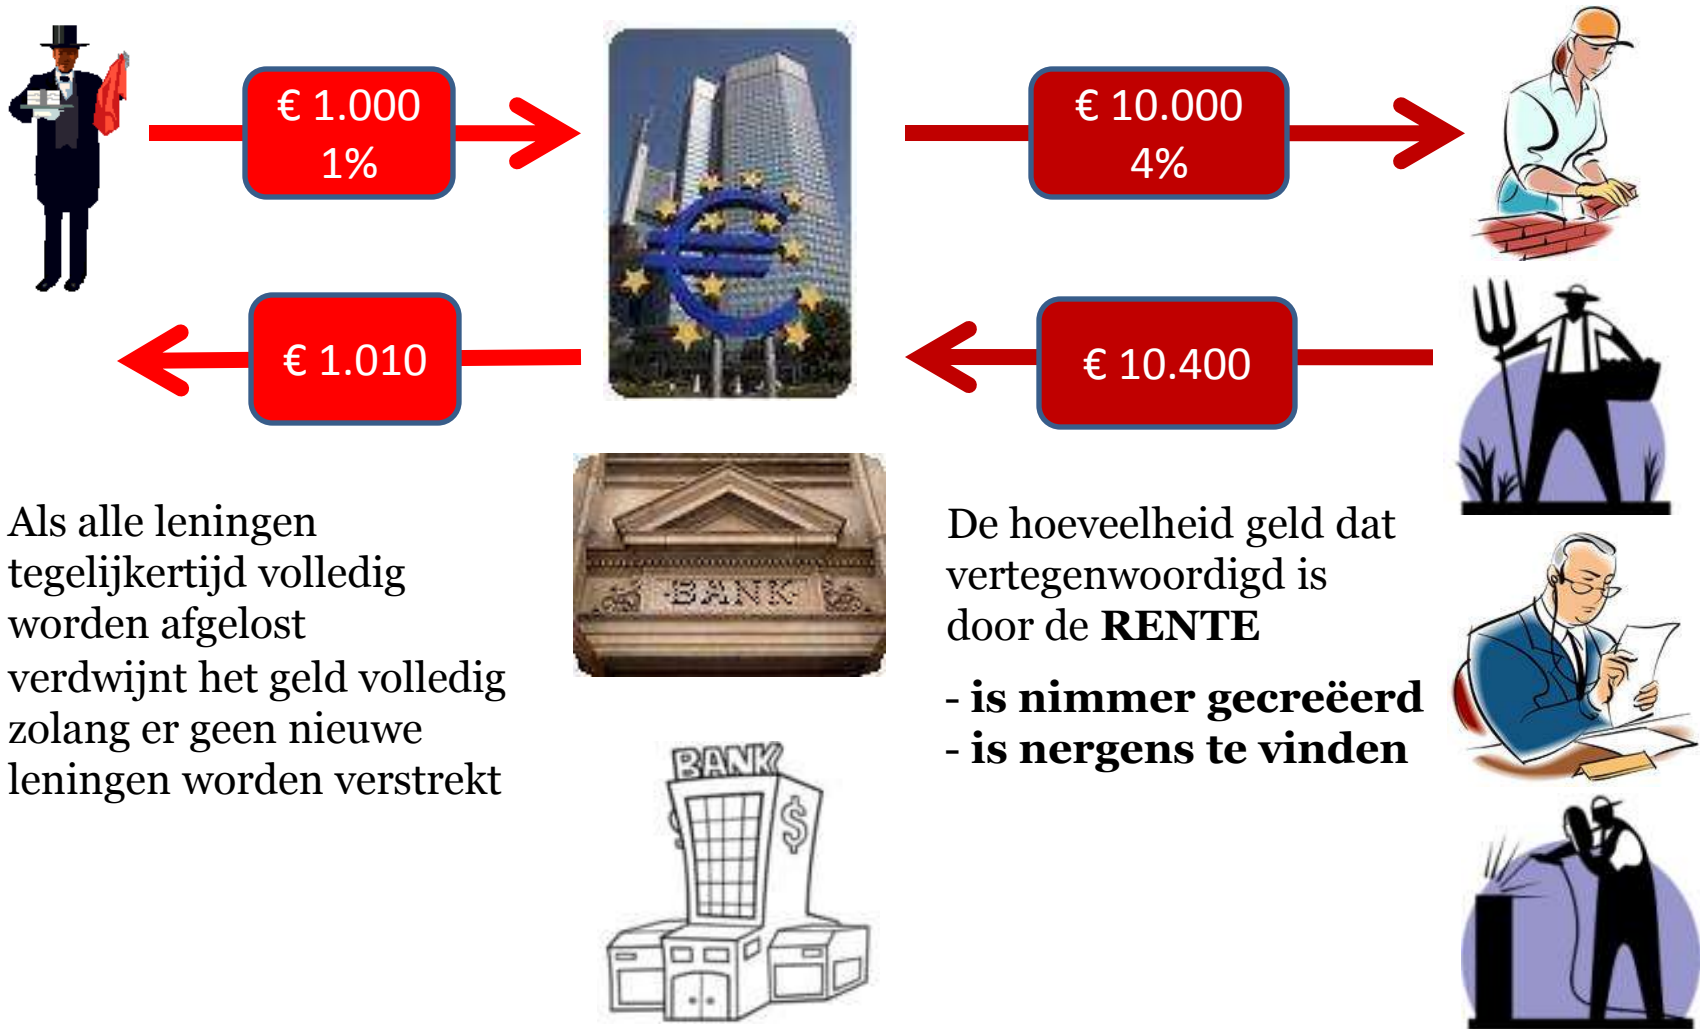 € 1.000
1%
€ 10.000
4%
€ 1.010
€ 10.400
Als alle leningen
tegelijkertijd volledig
worden afgelost
verdwijnt het geld volledig
zolang er geen nieuwe
leningen worden verstrekt
BANK
BANK
$
De hoeveelheid geld dat
vertegenwoordigd is
door de RENTE
- is nimmer gecreëerd
- is nergens te vinden